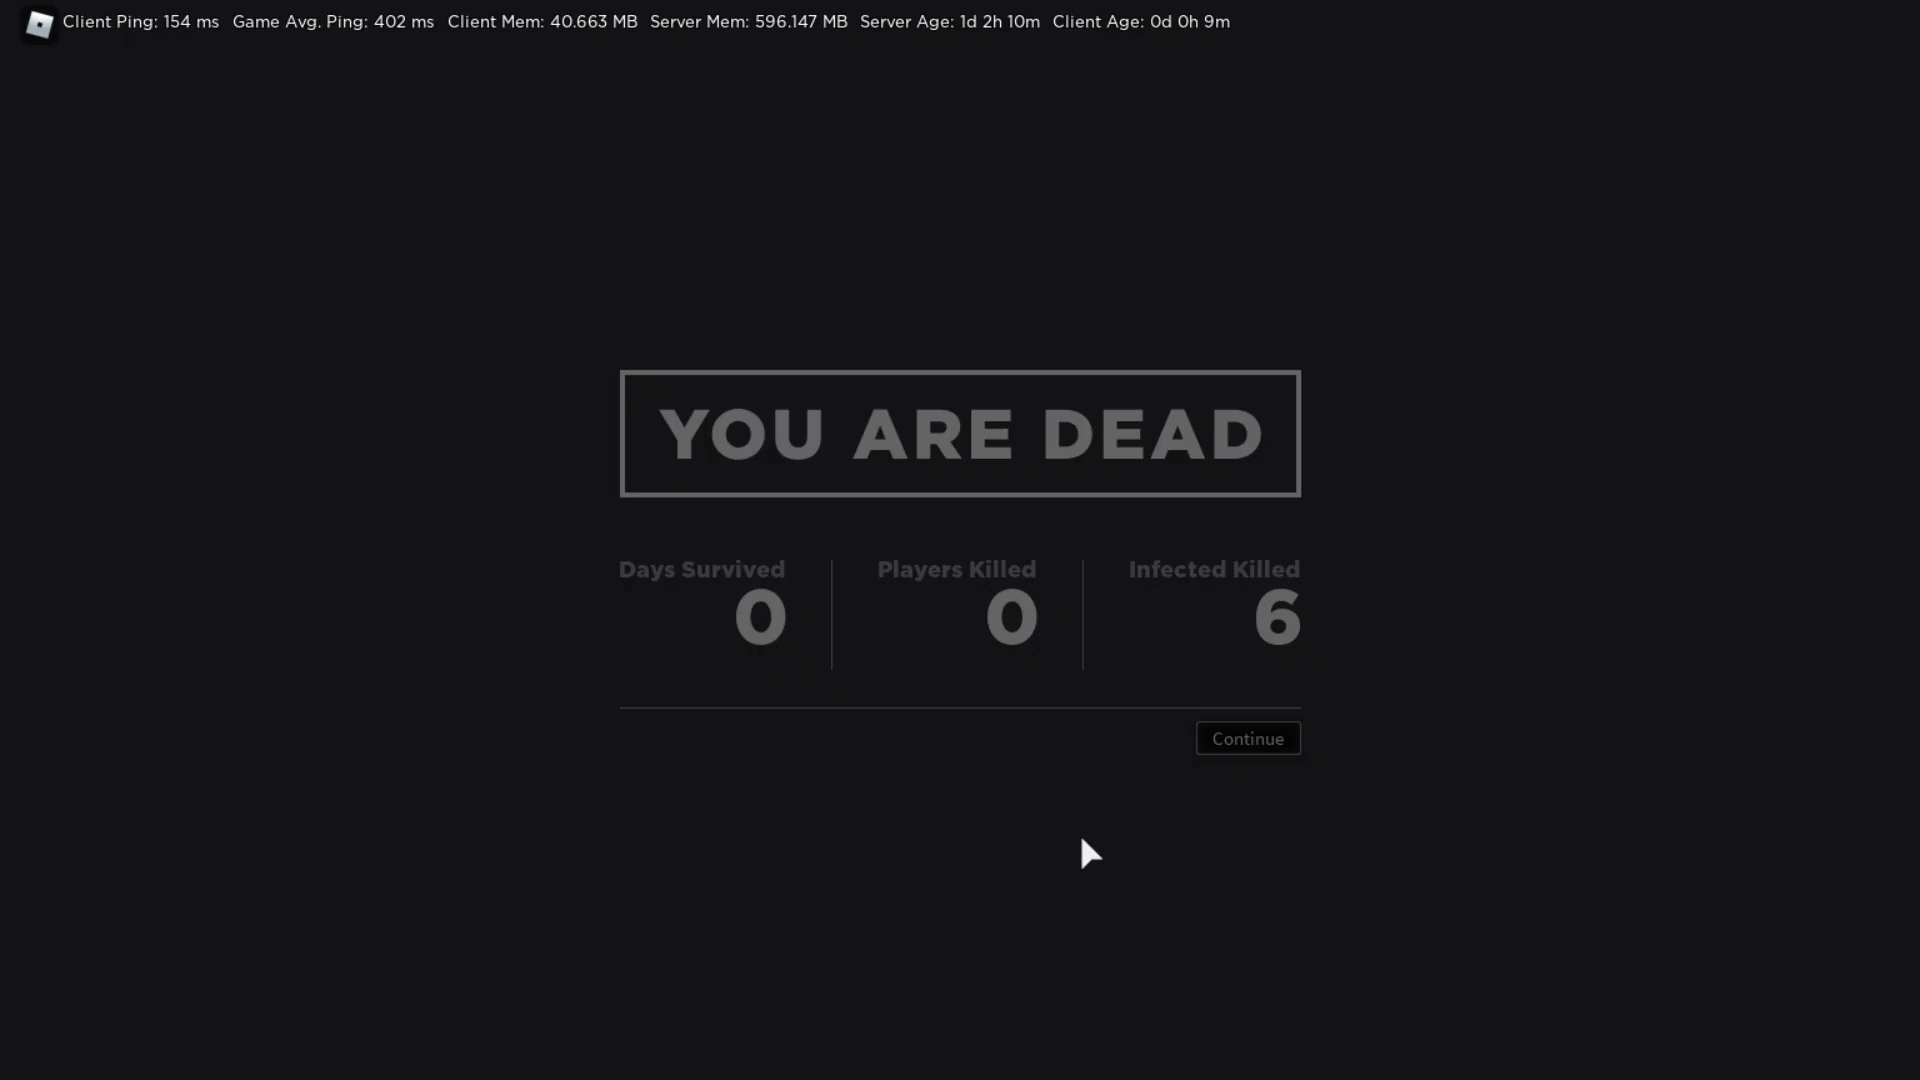 Client Ping: 154 ms Game Avg. Ping: 402 ms Client Mem: 40.663 MB Server Mem: 596.147 MB Server Age: 1d 2h 10m Client Age: 0d 0h 9m
YOU ARE DEAD
Days Survived Players Killed Infected Killed
0 0 6
Continue